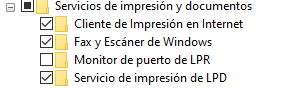 Servicios de impresión y documentos
Cliente de Impresión en Internet
Fax y Escáner de Windows
Monitor de puerto de LPR
Servicio de impresión de LPD